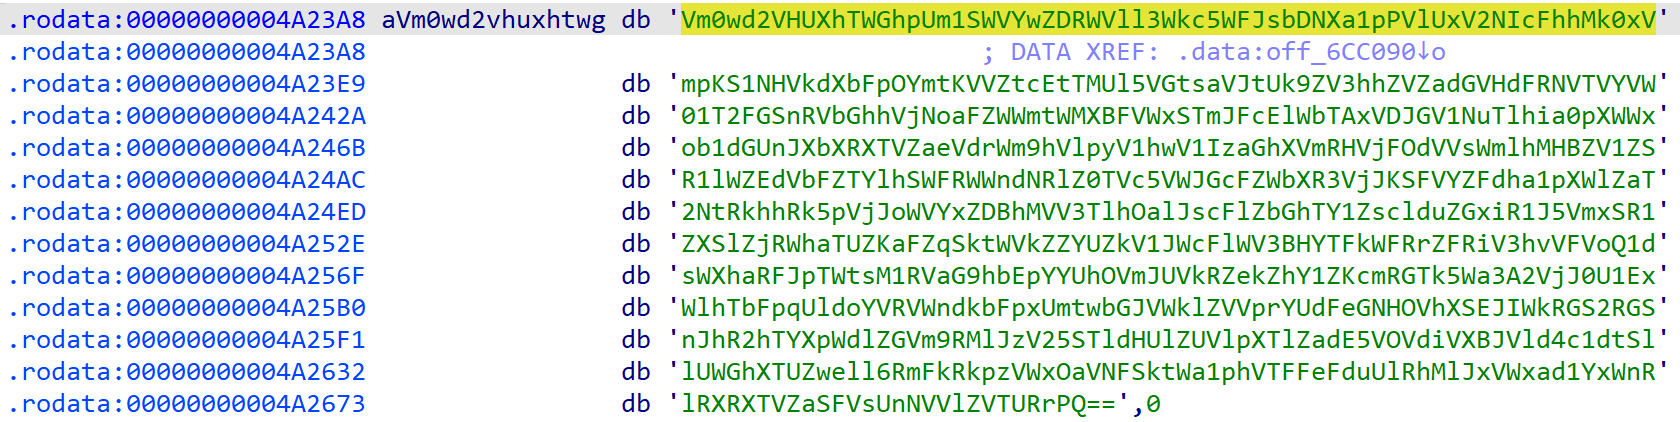 .rodata:00000000004A23A8 aVm0wd2vhuxhtwg db 'Vm0wd2VHUXhTWGhpUm1SWVYwZDRWVll3Wkc5WFJsbDNXa1pPVlUxV2NIcFhhMk0xV'
.rodata:00000000004A23A8 ; DATA XREF: .data:off_6CC090↓o
.rodata:00000000004A23E9 db 'mpKS1NHVkdXbFpOYmtKVVZtcEtTMUl5VGtsaVJtUk9ZV3hhZVZadGVHdFRNVTVYVW'
.rodata:00000000004A242A db '01T2FGSnRVbGhhVjNoaFZWWmtWMXBFVWxSTmJFcElWbTAxVDJGV1NuTlhia0pXWWx'
.rodata:00000000004A246B db 'ob1dGUnJXbXRXTVZaeVdrWm9hVlpyV1hwV1IzaGhXVmRHVjFOdVVsWmlhMHBZV1ZS'
.rodata:00000000004A24AC db 'R1lWZEdVbFZTYlhSWFRWWndNRlZ0TVc5VWJGcFZWbXR3VjJKSFVYZFdha1pXWlZaT'
.rodata:00000000004A24ED db '2NtRkhhRk5pVjJoWVYxZDBhMVV3TlhOalJscFlZbGhTY1ZsclduZGxiR1J5VmxSR1'
.rodata:00000000004A252E db 'ZXSlZjRWhaTUZKaFZqSktWVkZZYUZkV1JWcFlWV3BHYTFkWFRrZFRiV3hvVFVoQ1d'
.rodata:00000000004A256F db 'sWXhaRFJpTWtsM1RVaG9hbEpYYUhOVmJUVkRZekZhY1ZKcmRGTk5Wa3A2VjJ0U1Ex'
.rodata:00000000004A25B0 db 'WlhTbFpqUldoYVRVWndkbFpxUmtwbGJVWklZVVprYUdFeGNHOVhXSEJIWkRGS2RGS'
.rodata:00000000004A25F1 db 'nJhR2hTYXpWdlZGVm9RMlJzV25STldHUlZUVlpXTlZadE5VOVdiVXBJVld4c1dtSl'
.rodata:00000000004A2632 db 'lUWGhXTUZwell6RmFkRkpzVWxOaVNFSktWa1phVTFFeFduUlRhMlJxVWxad1YxWnR'
.rodata:00000000004A2673 db 'lRXRXTVZaSFVsUnNVVlZVTURrPQ==',0